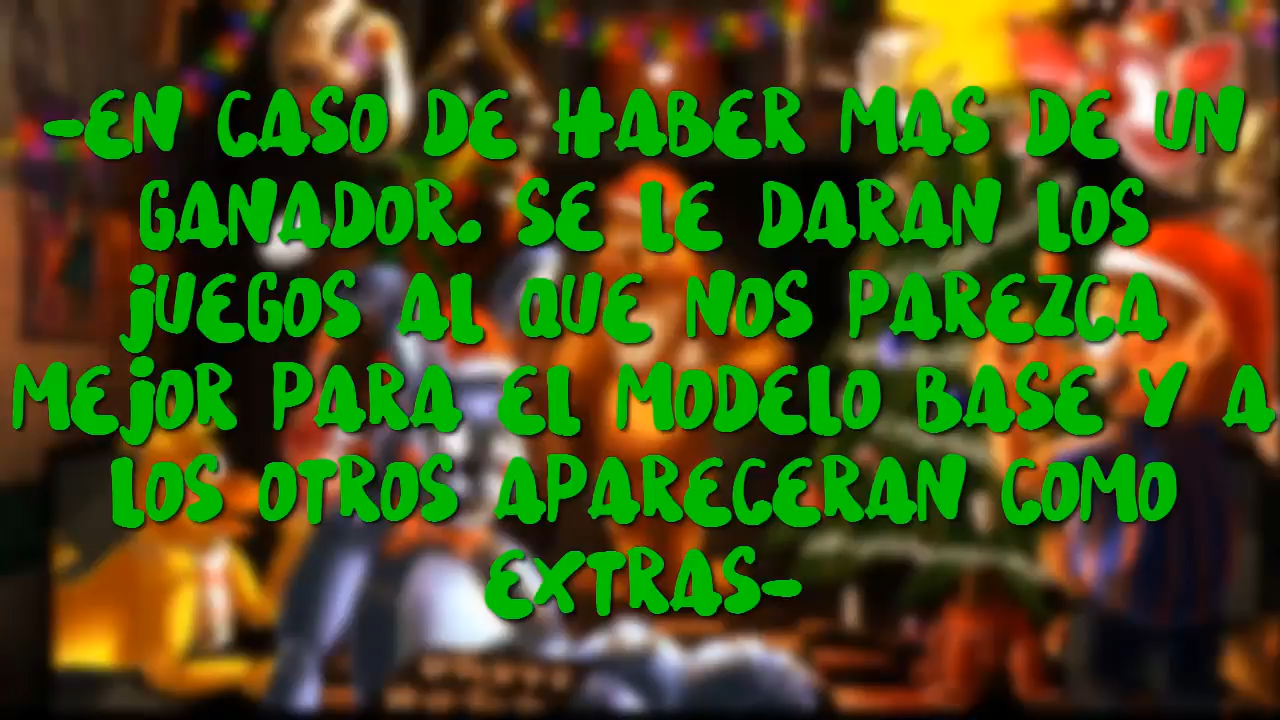 -EN CASO DE HABER MAS DE UN
GANADOR. SE LE DARAN LOS
JUEGOS AL QUE NOS PAREZCA
MEJOR PARA EL MODELO BASE Y A
LOS OTROS APARECERAN COMO
EXTRAS-